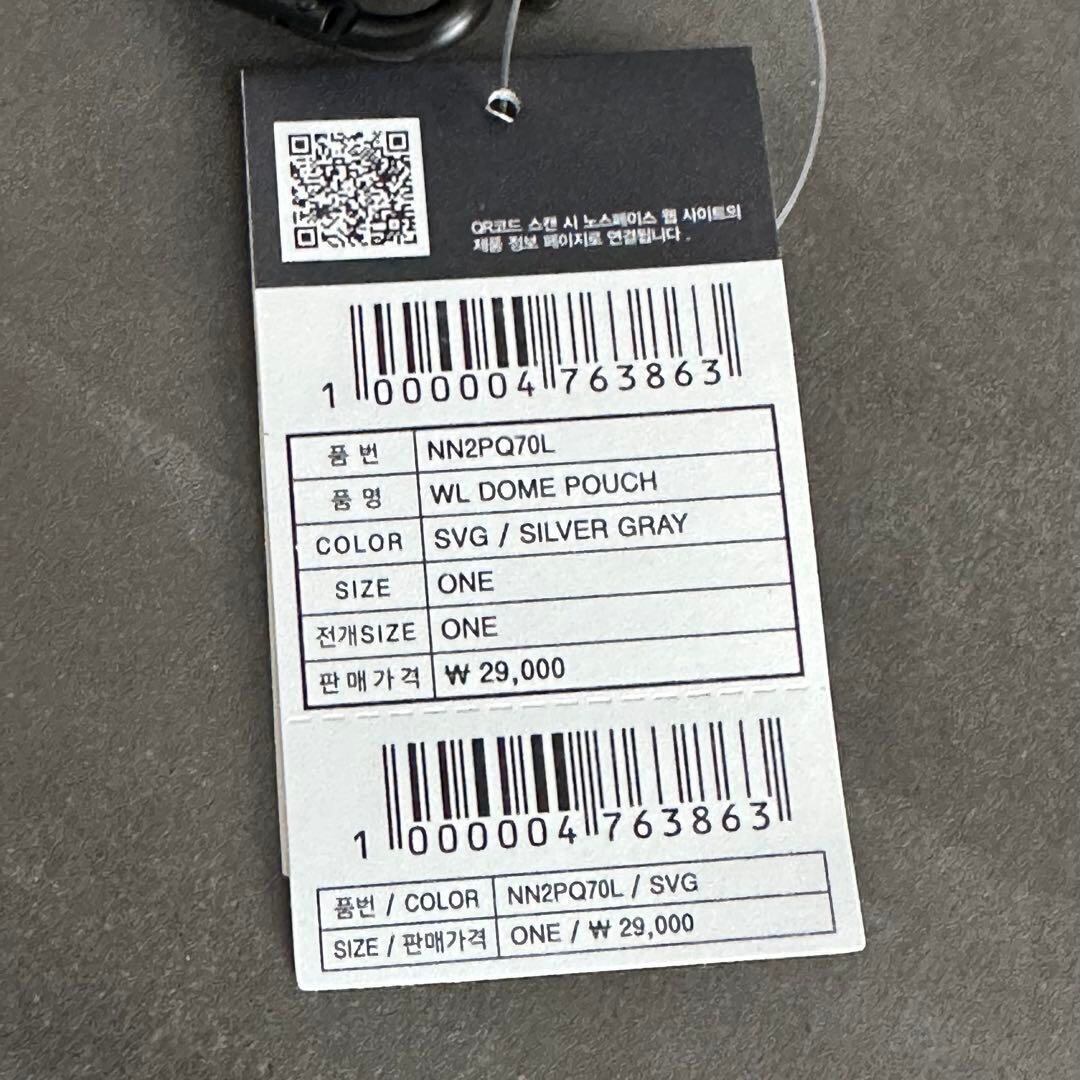 QR코드 스캔 시 노스페이스 웹 사이트의
제품 정보 페이지로 연결됩니다.
1 000004 763863
품번 NN2PQ70L
품명 WL DOME POUCH
COLOR SVG / SILVER GRAY
SIZE ONE
전개SIZE ONE
판매가격 ₩ 29,000
1 000004 763863
품번 / COLOR NN2PQ70L / SVG
SIZE / 판매가격 ONE / ₩ 29,000